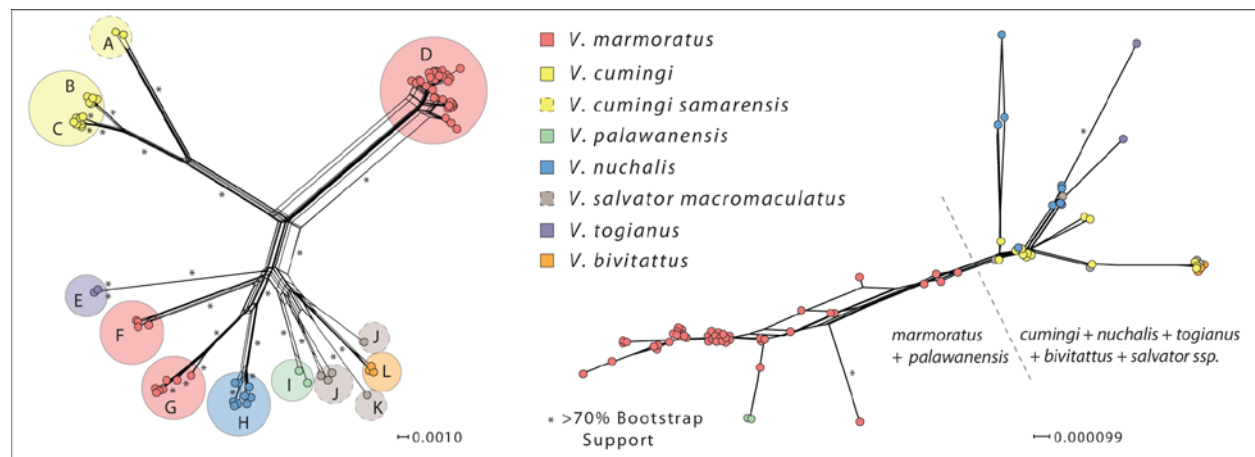 A
B
C
D
E
F
G
H
I
J
J
K
L
0.0010
V. marmoratus
V. cumingi
V. cumingi samarensis
V. palawanensis
V. nuchalis
V. salvator macromaculatus
V. togianus
V. bivitattus
* >70% Bootstrap
Support
marmoratus
+ palawanensis
cumingi + nuchalis + togianus
+ bivitattus + salvator ssp.
0.000099